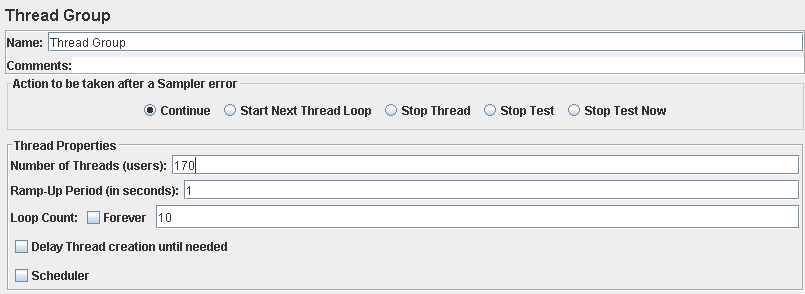 Thread Group
Name: Thread Group
Comments:
Action to be taken after a Sampler error
Continue Start Next Thread Loop Stop Thread Stop Test Stop Test Now
Thread Properties
Number of Threads (users): 170
Ramp-Up Period (in seconds): 1
Loop Count: Forever 10
Delay Thread creation until needed
Scheduler